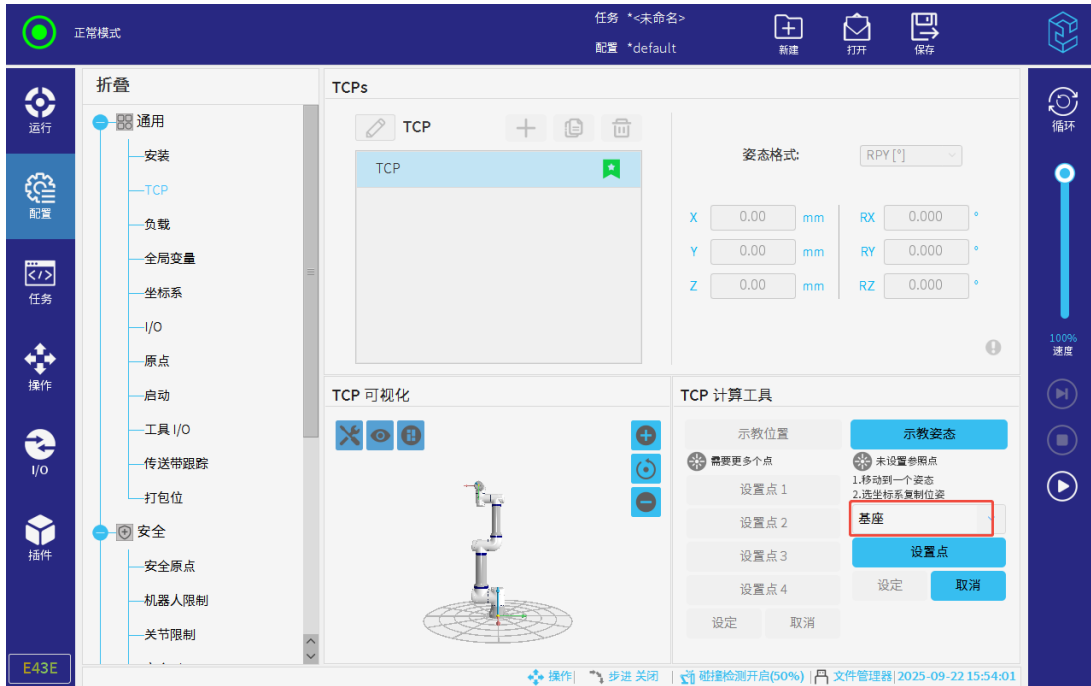 正常模式
任务 *<未命名>
配置 *default
新建
打开
保存
运行
配置
任务
操作
I/O
插件
E43E
折叠
通用
安装
TCP
负载
全局变量
坐标系
I/O
原点
启动
工具 I/O
传送带跟踪
打包位
安全
安全原点
机器人限制
关节限制
TCPs
TCP
TCP
姿态格式:
RPY [°]
X 0.00 mm RX 0.000 °
Y 0.00 mm RY 0.000 °
Z 0.00 mm RZ 0.000 °
TCP 可视化
TCP 计算工具
示教位置
需要更多个点
设置点 1
设置点 2
设置点 3
设置点 4
设定 取消
示教姿态
未设置参照点
1.移动到一个姿态
2.选坐标系复制位姿
基座
设置点
设定 取消
循环
100%
速度
操作| 步进 关闭 | 碰撞检测开启(50%) | 文件管理器| 2025-09-22 15:54:01